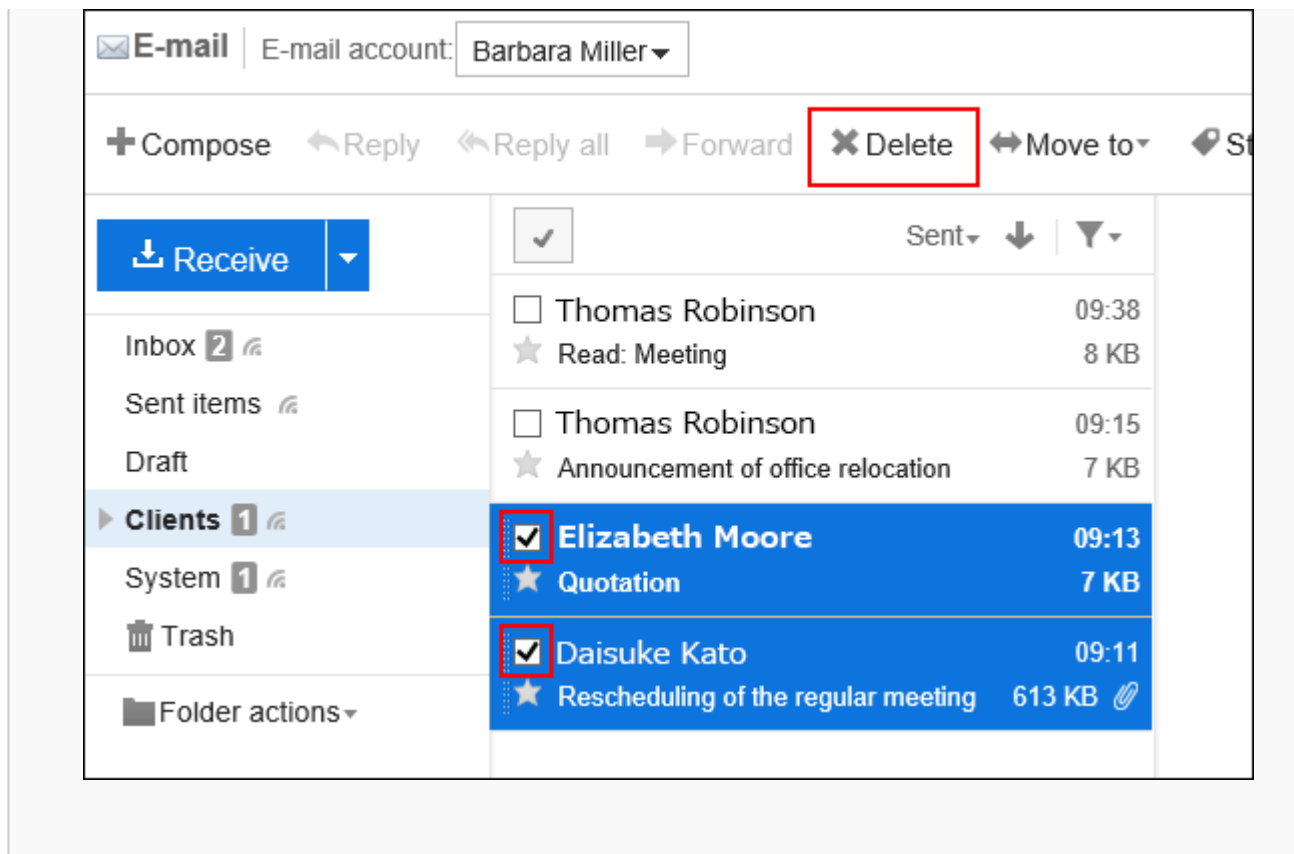 E-mail E-mail account: Barbara Miller
Compose Reply Reply all Forward Delete Move to St
Receive
Inbox 2
Sent items
Draft
Clients 1
System 1
Trash
Folder actions
Sent
Thomas Robinson 09:38
Read: Meeting 8 KB
Thomas Robinson 09:15
Announcement of office relocation 7 KB
Elizabeth Moore 09:13
Quotation 7 KB
Daisuke Kato 09:11
Rescheduling of the regular meeting 613 KB